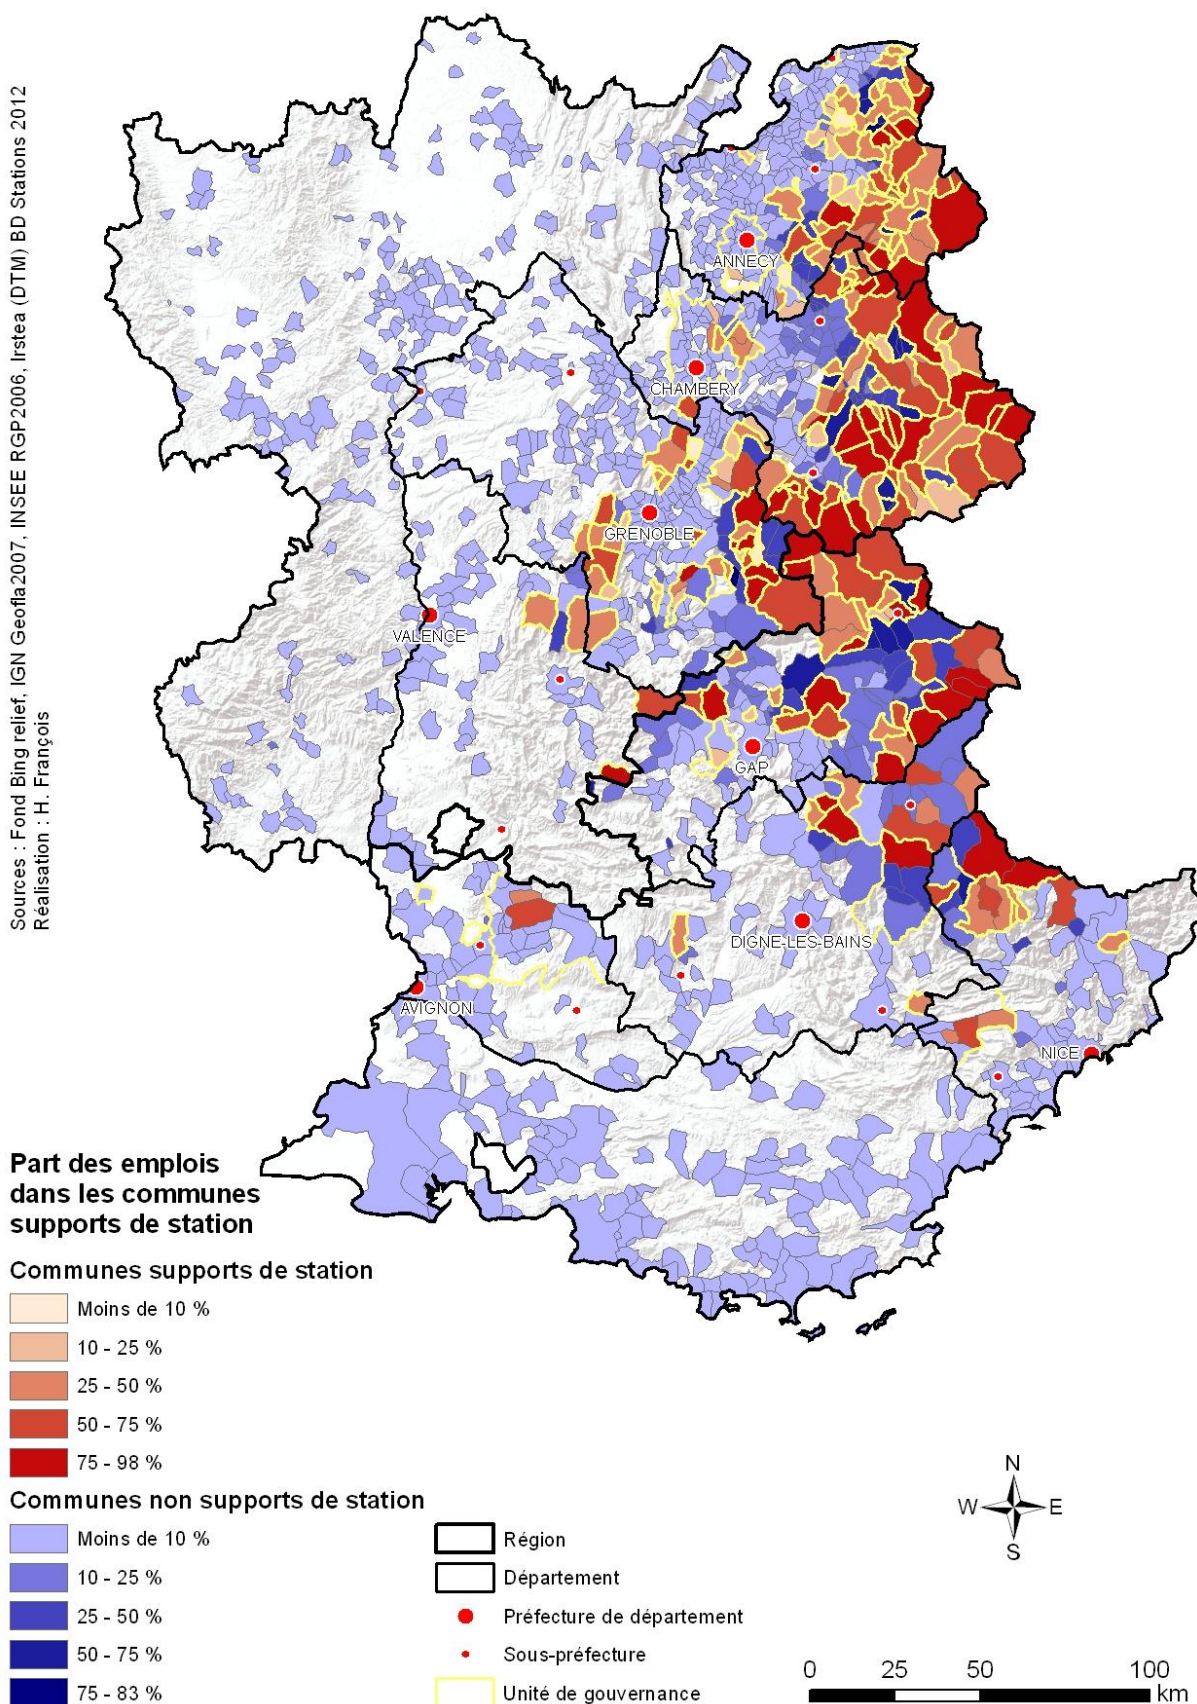 Sources : Fond Bing relief, IGN Geofla2007, INSEE RGP2006, Irstea (DTM) BD Stations 2012
Réalisation : H. François
ANNECY
CHAMBERY
GRENOBLE
VALENCE
GAP
DIGNE-LES-BAINS
AVIGNON
NICE
Part des emplois
dans les communes
supports de station
Communes supports de station
Moins de 10 %
10 - 25 %
25 - 50 %
50 - 75 %
75 - 98 %
Communes non supports de station
Moins de 10 %
10 - 25 %
25 - 50 %
50 - 75 %
75 - 83 %
Région
Département
Préfecture de département
Sous-préfecture
Unité de gouvernance
N
W E
S
0 25 50 100
km